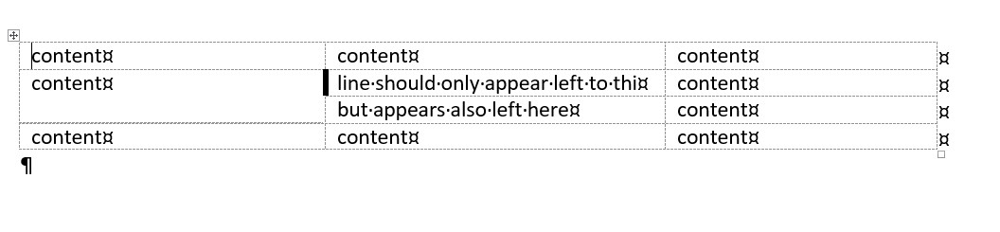 content¤ content¤ content¤ ¤
content¤ line·should·only·appear·left·to·thi¤ content¤ ¤
but·appears·also·left·here¤ content¤ ¤
content¤ content¤ content¤ ¤
¶